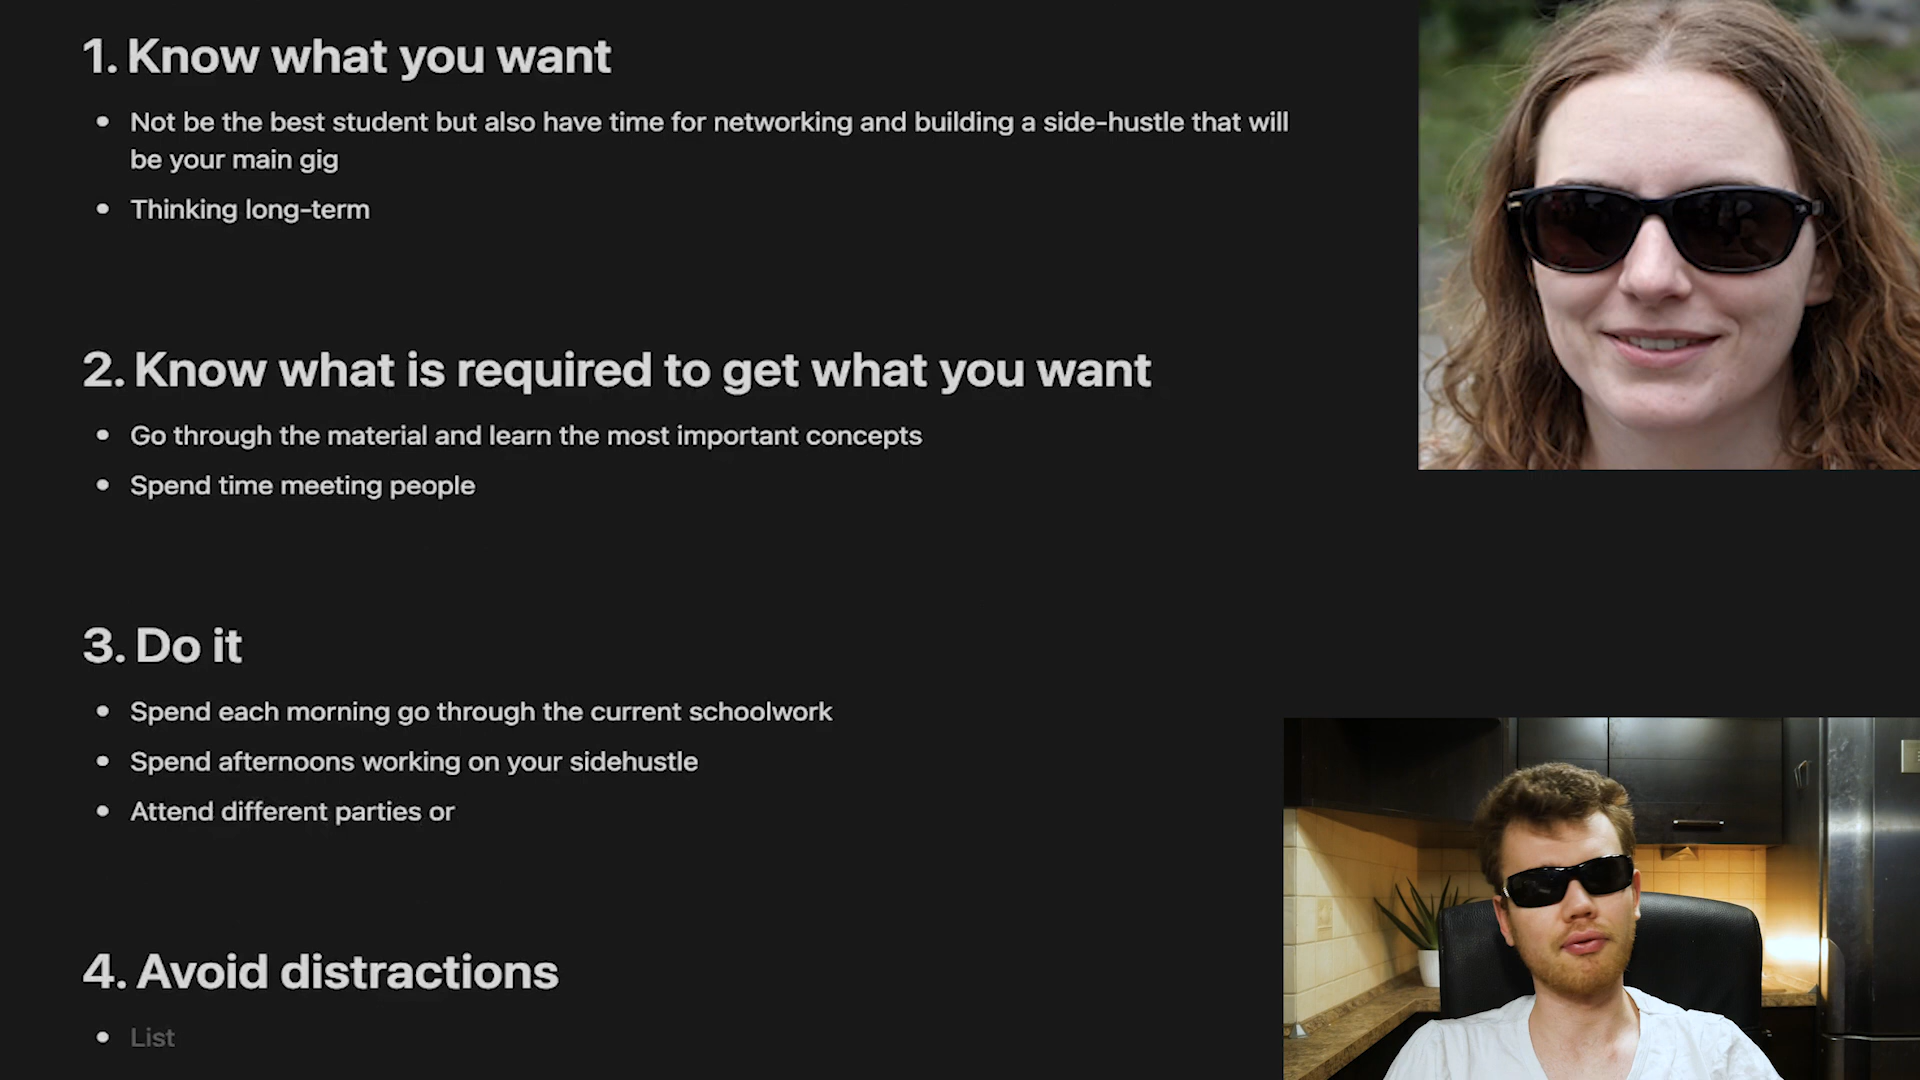 1. Know what you want
• Not be the best student but also have time for networking and building a side-hustle that will
be your main gig
• Thinking long-term
2. Know what is required to get what you want
• Go through the material and learn the most important concepts
• Spend time meeting people
3. Do it
• Spend each morning go through the current schoolwork
• Spend afternoons working on your sidehustle
• Attend different parties or
4. Avoid distractions
• List